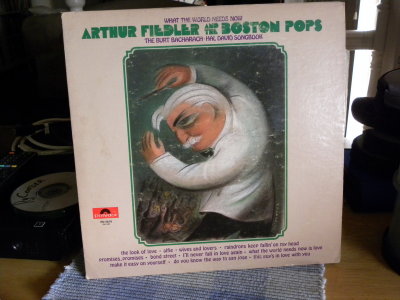 WHAT THE WORLD NEEDS NOW
ARTHUR FIEDLER AND THE BOSTON POPS
THE BURT BACHARACH-HAL DAVID SONGBOOK
the look of love • alfie • wives and lovers • raindrops keep fallin' on my head
promises, promises • bond street • i'll never fall in love again • what the world needs now is love
make it easy on yourself • do you know the way to san jose • this guy's in love with you